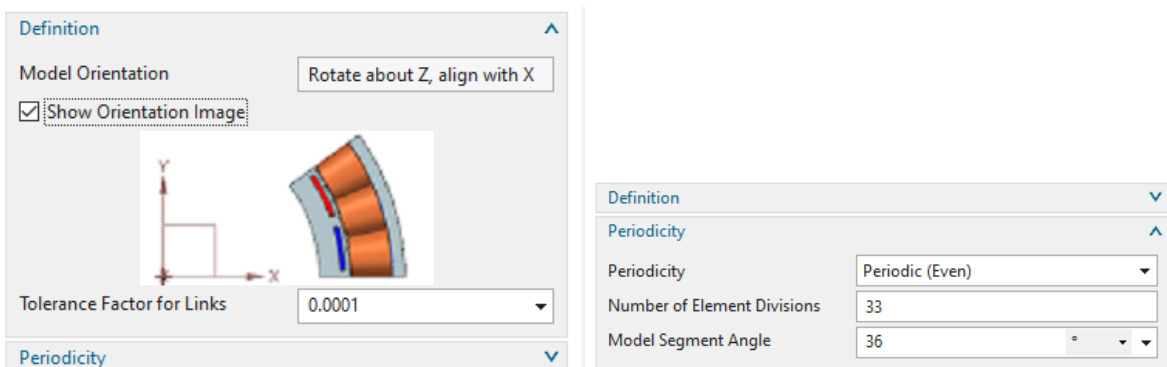 Definition
Model Orientation Rotate about Z, align with X
Show Orientation Image
Y
X
Tolerance Factor for Links 0.0001
Periodicity
Definition
Periodicity
Periodicity Periodic (Even)
Number of Element Divisions 33
Model Segment Angle 36 °